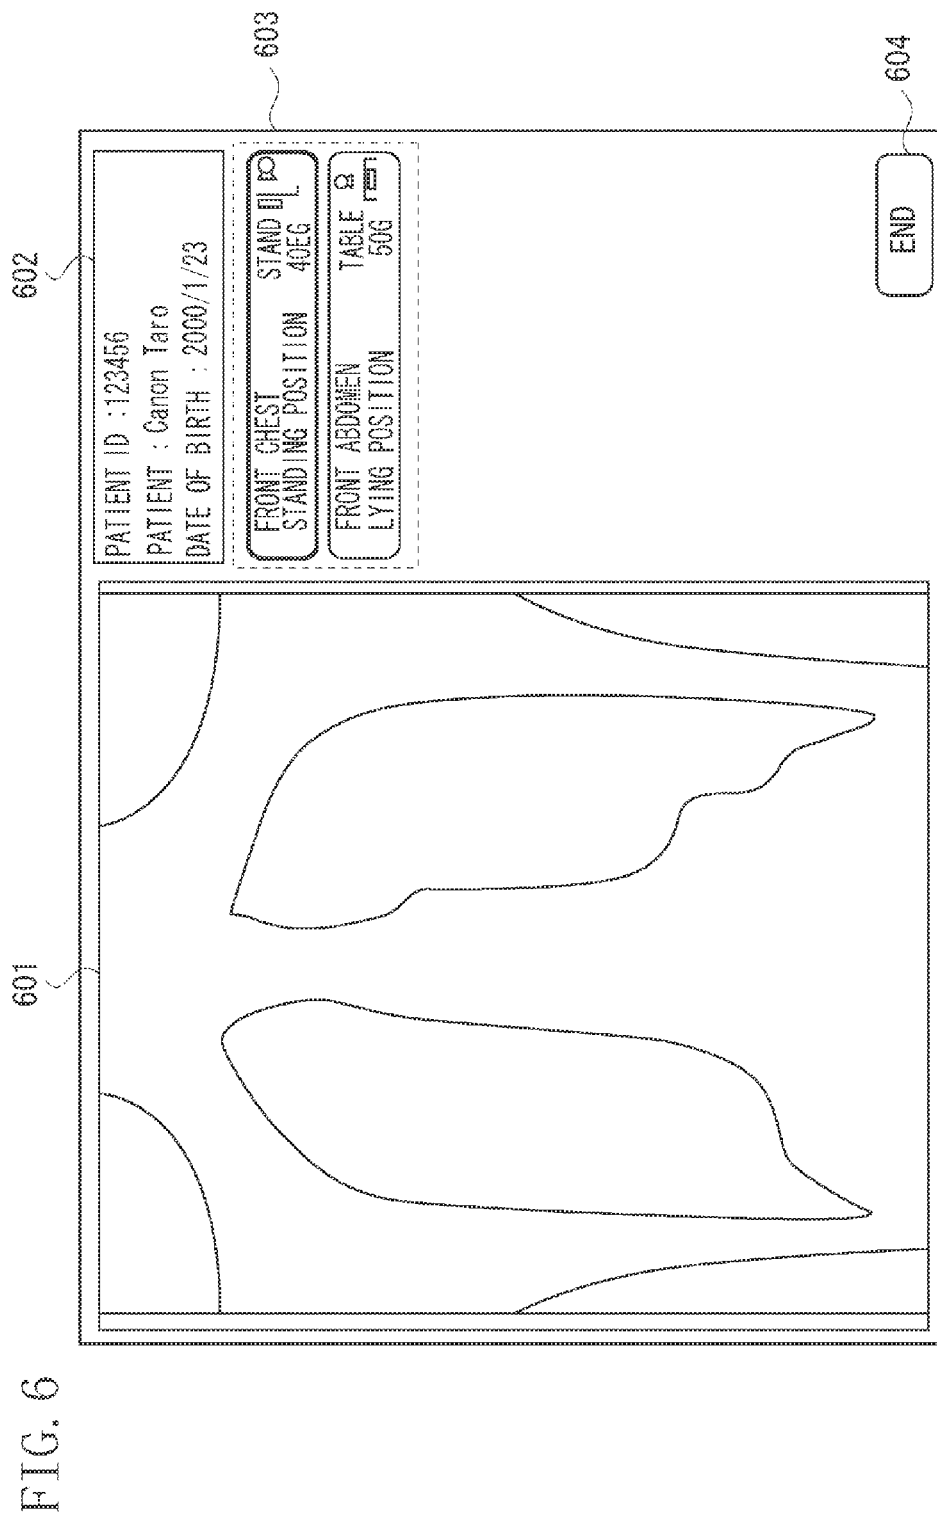 FIG. 6
601
602
603
PATIENT ID :123456
PATIENT : Canon Taro
DATE OF BIRTH : 2000/1/23
FRONT CHEST STAND
STANDING POSITION 40EG
FRONT ABDOMEN TABLE
LYING POSITION 50G
END
604